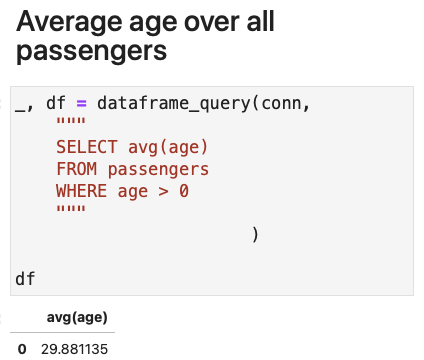 Average age over all
passengers
_, df = dataframe_query(conn,
"""
SELECT avg(age)
FROM passengers
WHERE age > 0
"""
)
df
avg(age)
0 29.881135